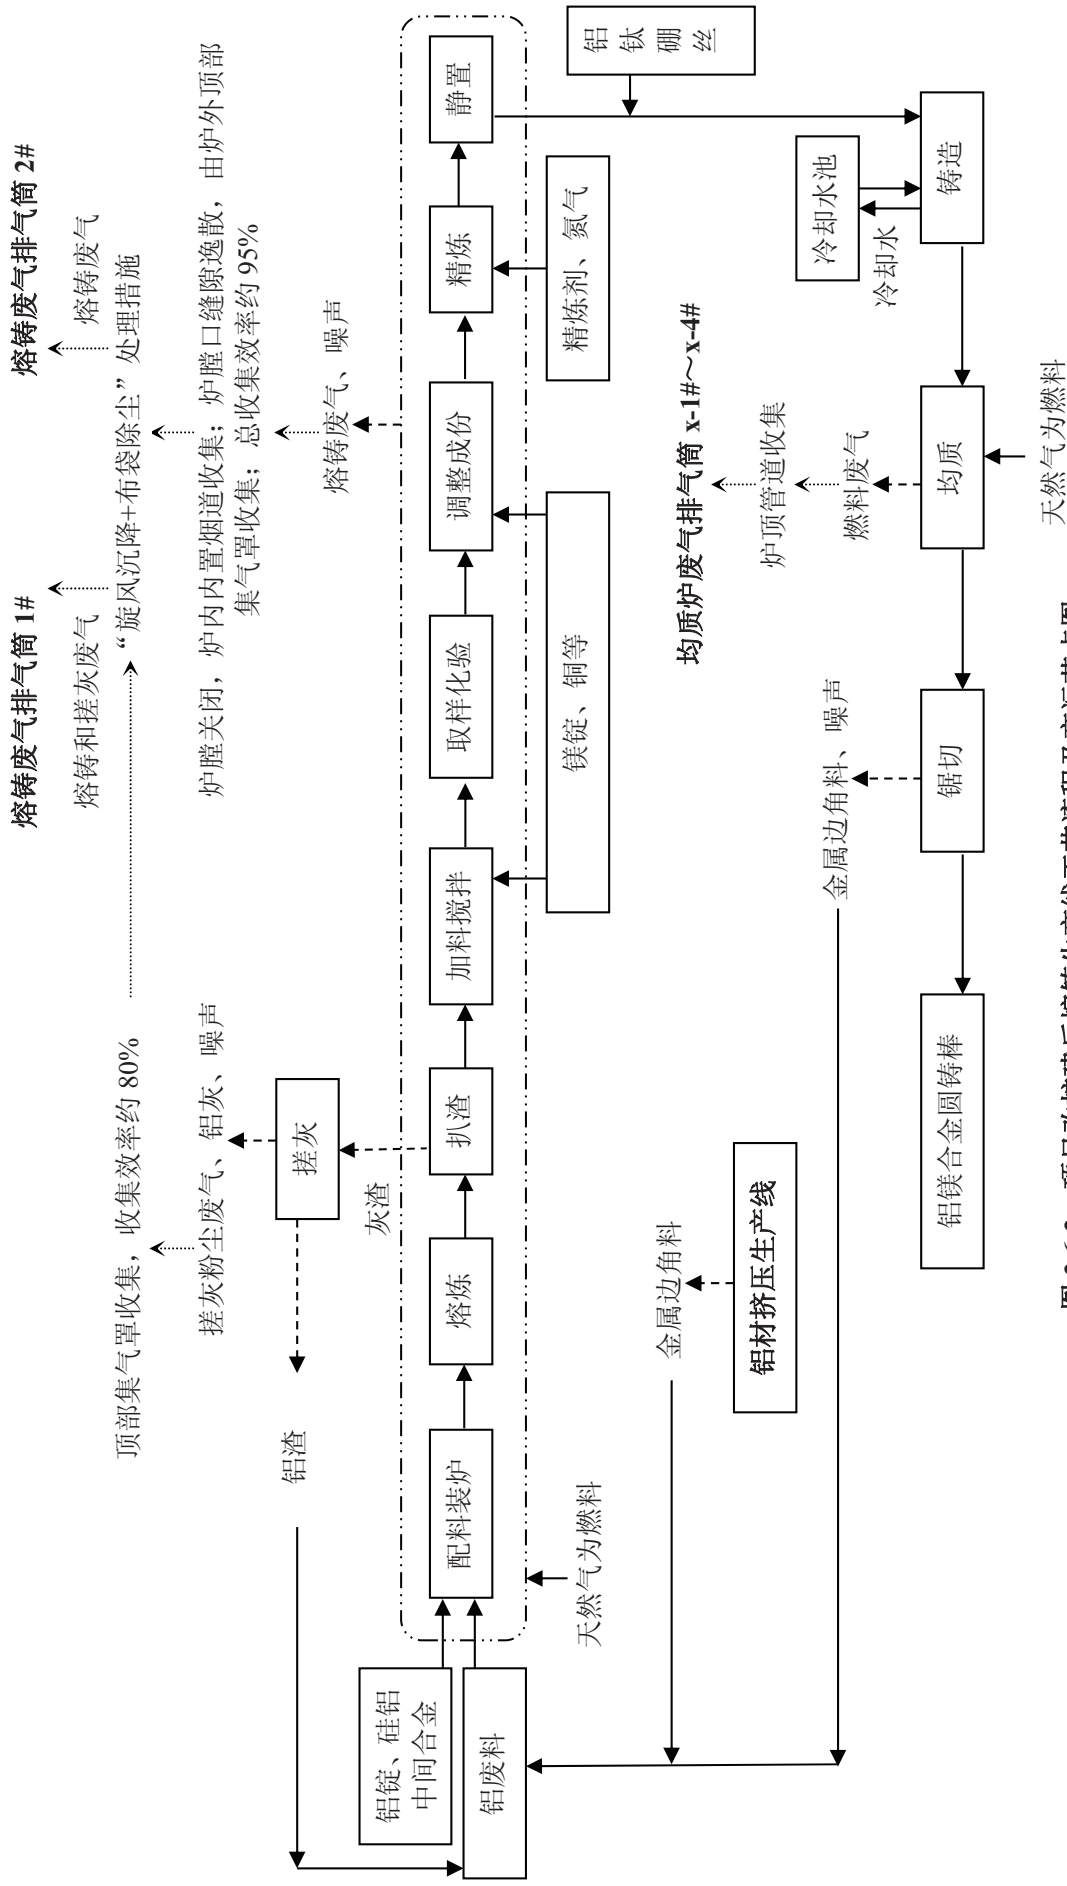 熔铸废气排气筒 1#
熔铸废气排气筒 2#
熔铸和搓灰废气
熔铸废气
顶部集气罩收集，收集效率约 80%
“旋风沉降+布袋除尘”处理措施
搓灰粉尘废气、铝灰、噪声
炉膛关闭，炉内内置烟道收集；炉膛口缝隙逸散，由炉外顶部
集气罩收集；总收集效率约 95%
铝渣
搓灰
熔铸废气、噪声
灰渣
铝锭、硅铝
中间合金
铝废料
配料装炉
熔炼
扒渣
加料搅拌
取样化验
调整成份
精炼
静置
天然气为燃料
镁锭、铜等
精炼剂、氮气
铝钛硼丝
金属边角料
铝材挤压生产线
均质炉废气排气筒 x-1#～x-4#
炉顶管道收集
燃料废气
冷却水池
冷却水
金属边角料、噪声
铝镁合金圆铸棒
锯切
均质
铸造
天然气为燃料